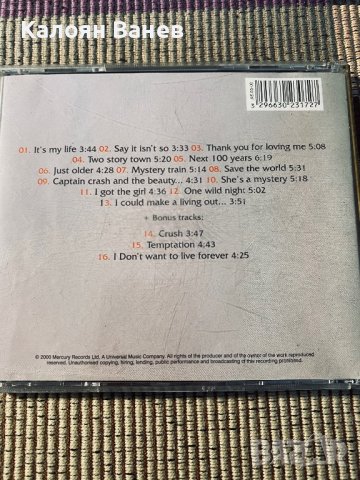 Калоян Ванев
3296630231727
01. It's my life 3:44 02. Say it isn't so 3:33 03. Thank you for loving me 5:08
04. Two story town 5:20 05. Next 100 years 6:19
06. Just older 4:28 07. Mystery train 5:14 08. Save the world 5:31
09. Captain crash and the beauty... 4:31 10. She's a mystery 5:18
11. I got the girl 4:36 12. One wild night 5:02
13. I could make a living out... 3:51
+ Bonus tracks:
14. Crush 3:47
15. Temptation 4:43
16. I Don't want to live forever 4:25
© 2000 Mercury Records Ltd. A Universal Music Company. All rights of the producer and of the owner of the work reproduced
reserved. Unauthorised copying, hiring, lending, public performance and broadcasting of this recording prohibited.
BAZAR